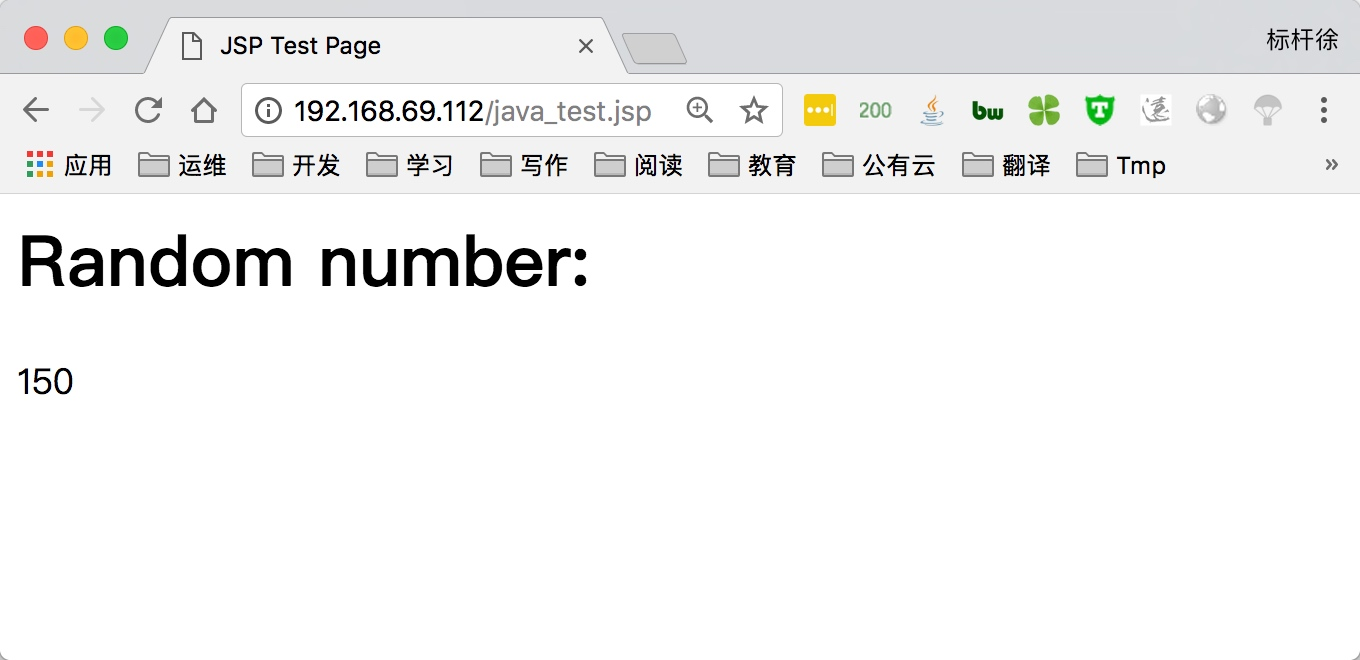 JSP Test Page
标杆徐
192.168.69.112/java_test.jsp 200 bw T
应用 运维 开发 学习 写作 阅读 教育 公有云 翻译 Tmp »
Random number:
150